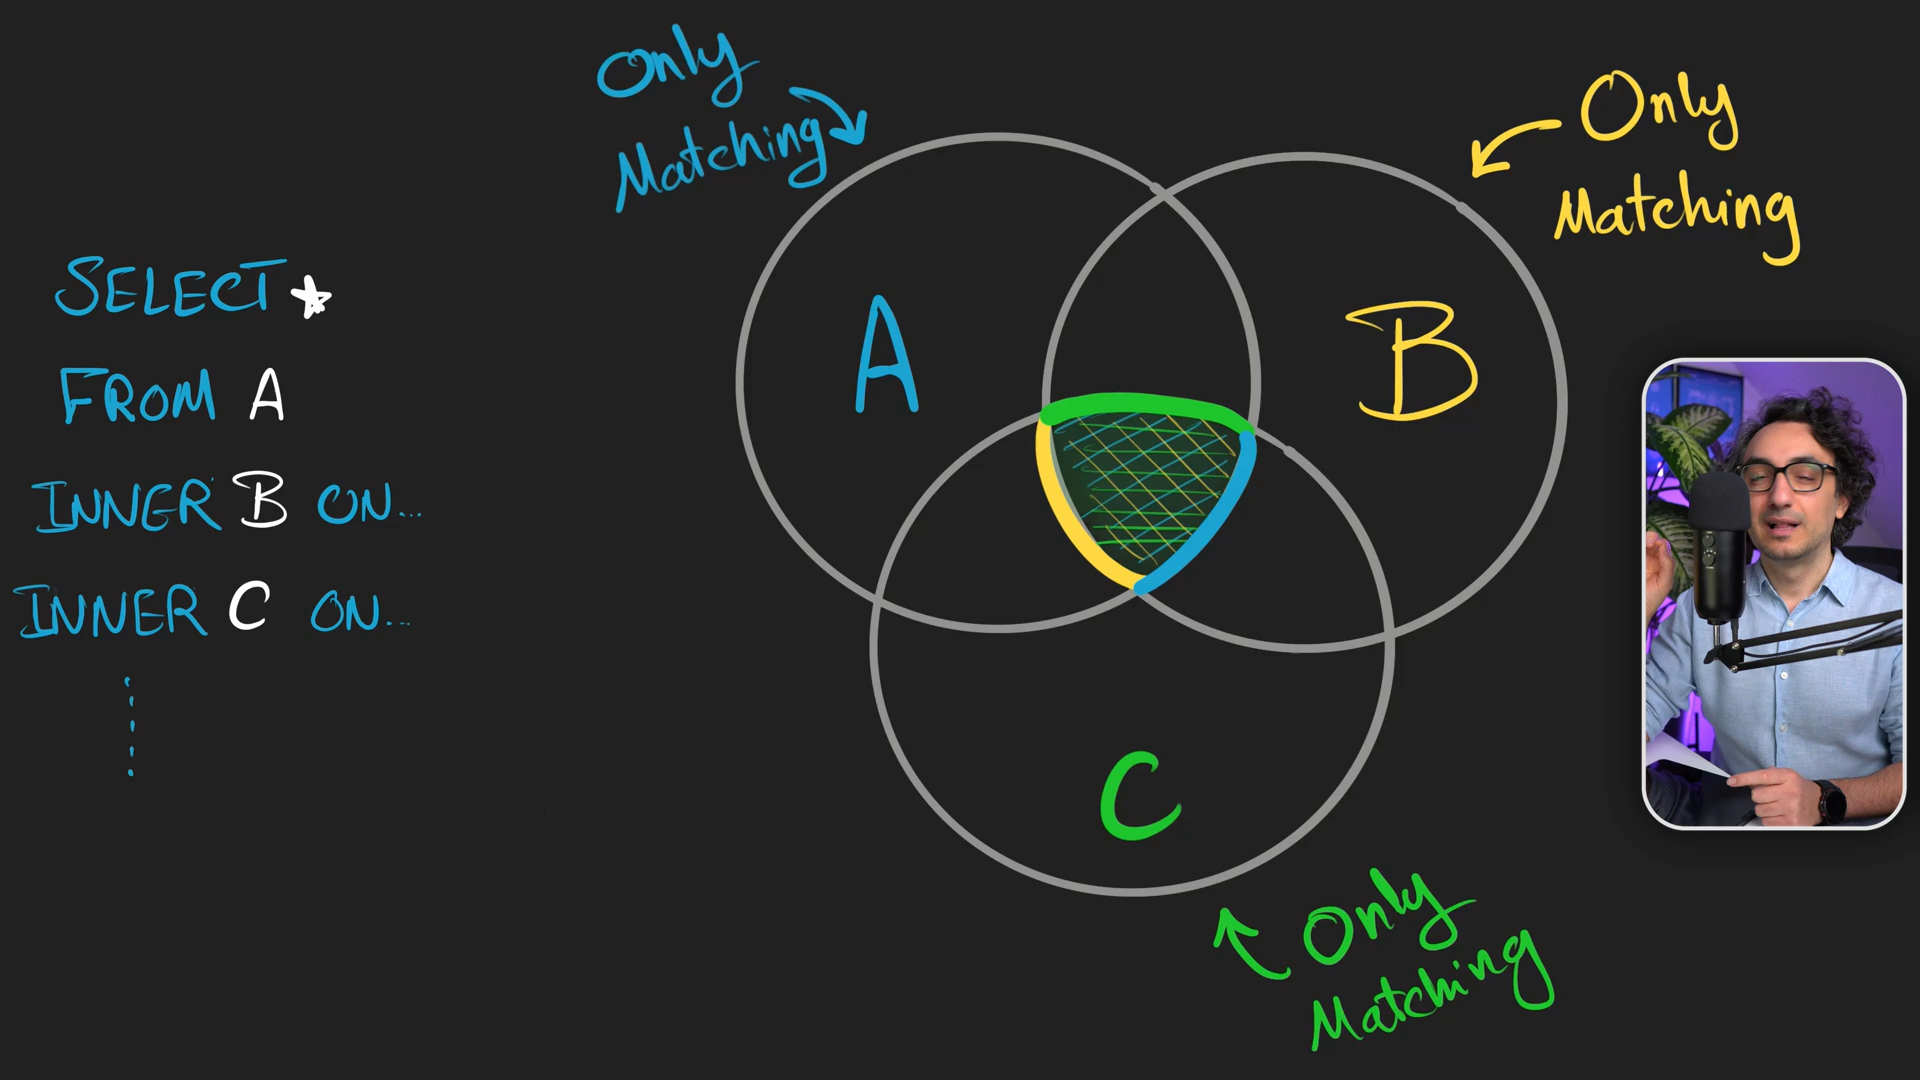 SELECT *
FROM A
INNER B ON...
INNER C ON...
Only
Matching
Only
Matching
A
B
C
Only
Matching